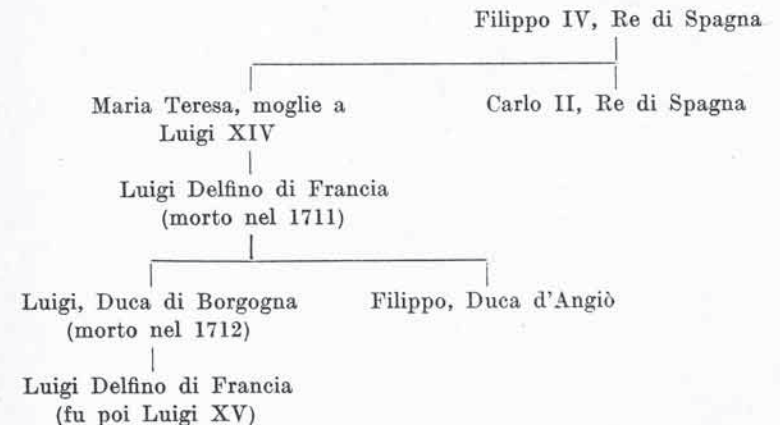 Filippo IV, Re di Spagna
Maria Teresa, moglie a
Luigi XIV
Carlo II, Re di Spagna
Luigi Delfino di Francia
(morto nel 1711)
Luigi, Duca di Borgogna
(morto nel 1712)
Filippo, Duca d'Angiò
Luigi Delfino di Francia
(fu poi Luigi XV)